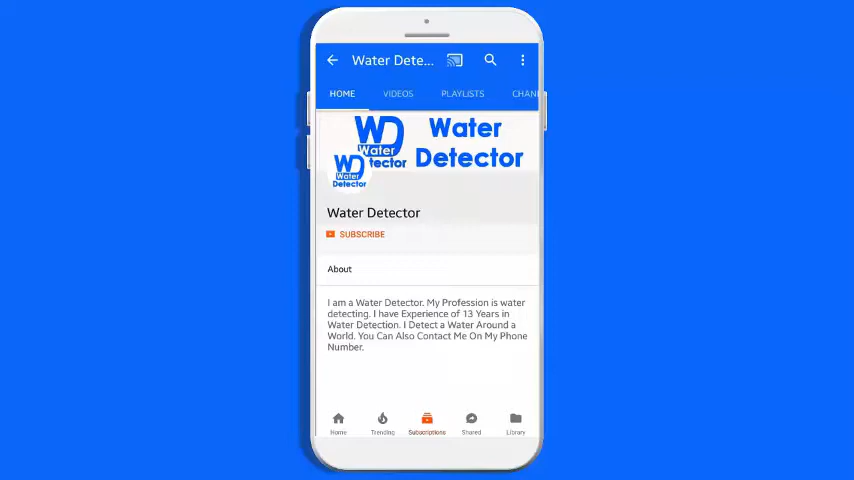 Water Dete...
HOME VIDEOS PLAYLISTS CHAN
WD
Water
Detector
Water
Detector
WD
Water
Detector
Water Detector
SUBSCRIBE
About
I am a Water Detector. My Profession is water
detecting. I have Experience of 13 Years in
Water Detection. I Detect a Water Around a
World. You Can Also Contact Me On My Phone
Number.
Home Trending Subscriptions Shared Library